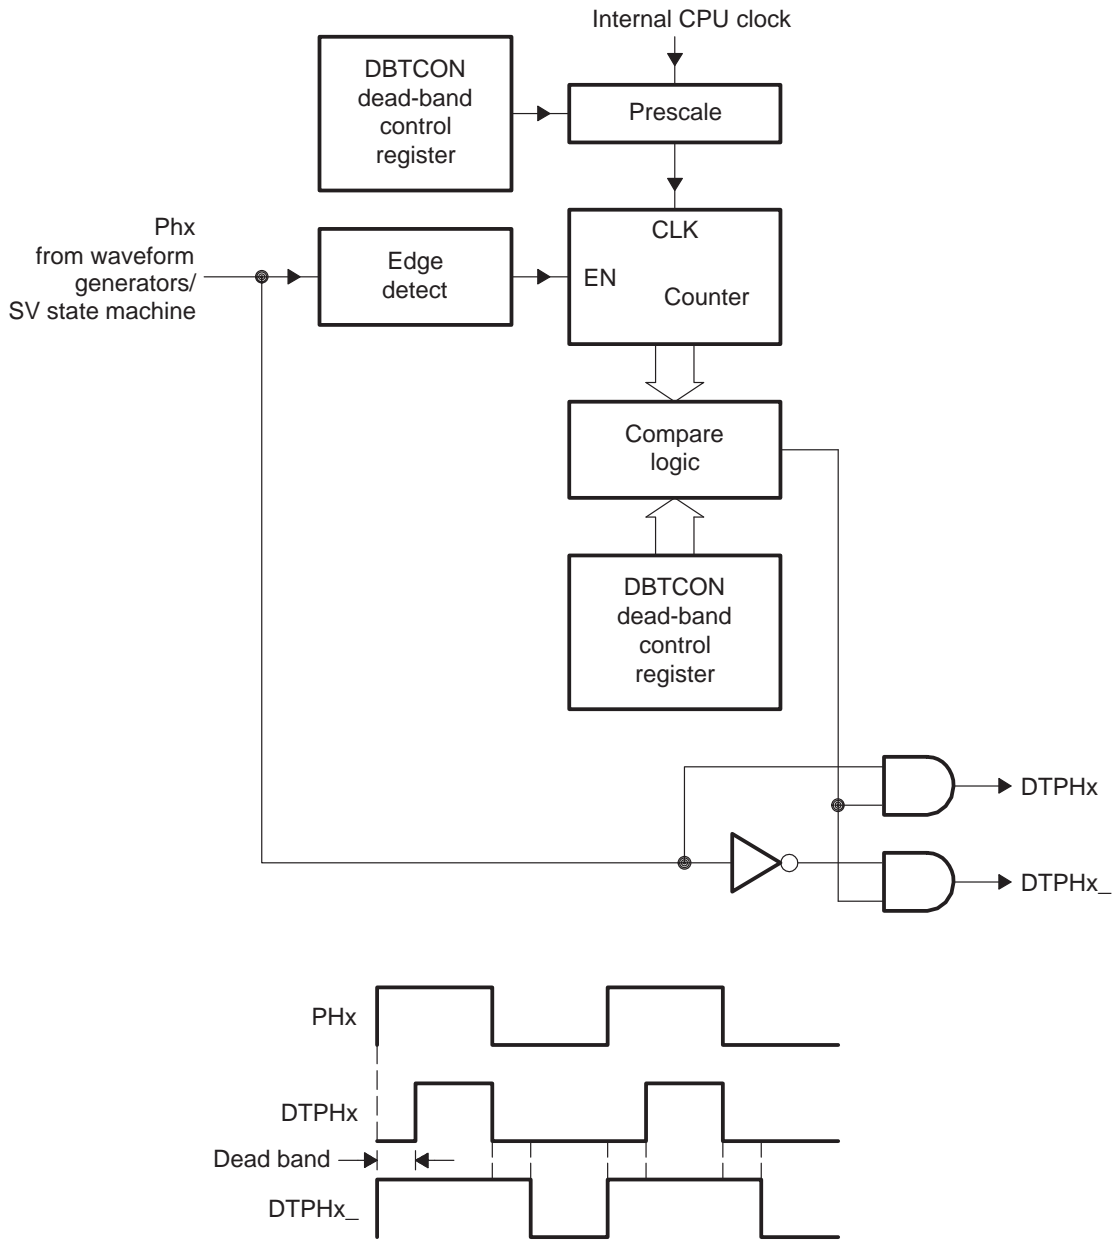 Internal CPU clock
DBTCON
dead-band
control
register
Prescale
Phx
from waveform
generators/
SV state machine
Edge
detect
CLK
EN
Counter
Compare
logic
DBTCON
dead-band
control
register
DTPHx
DTPHx_
PHx
DTPHx
Dead band
DTPHx_